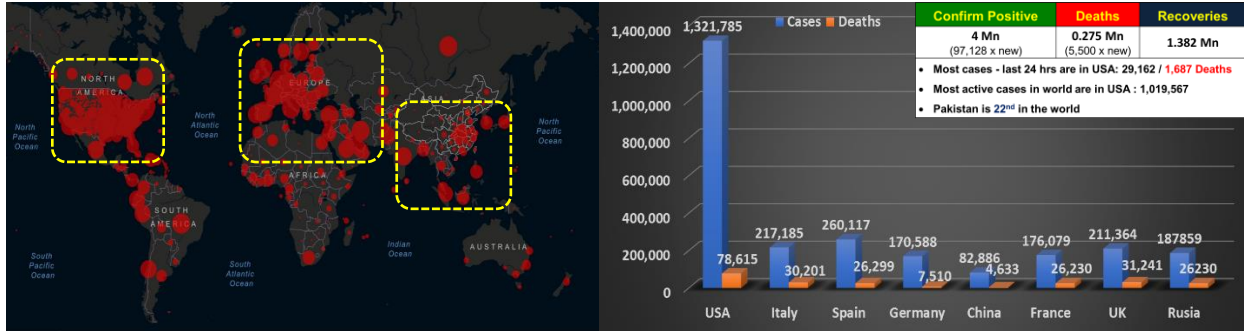 NORTH
AMERICA
EUROPE
ASIA
North
Pacific
Ocean
North
Atlantic
Ocean
North
Pacific
Ocean
AFRICA
SOUTH
AMERICA
Indian
Ocean
AUSTRALIA
South
Pacific
Ocean
South
Atlantic
Ocean
Cases Deaths
1,400,000
1,200,000
1,000,000
800,000
600,000
400,000
200,000
0
1,321,785
78,615
217,185
30,201
260,117
26,299
170,588
7,510
82,886
4,633
176,079
26,230
211,364
31,241
187859
26230
USA Italy Spain Germany China France UK Rusia
Confirm Positive Deaths Recoveries
4 Mn 0.275 Mn 1.382 Mn
(97,128 x new) (5,500 x new)
• Most cases - last 24 hrs are in USA: 29,162 / 1,687 Deaths
• Most active cases in world are in USA : 1,019,567
• Pakistan is 22nd in the world